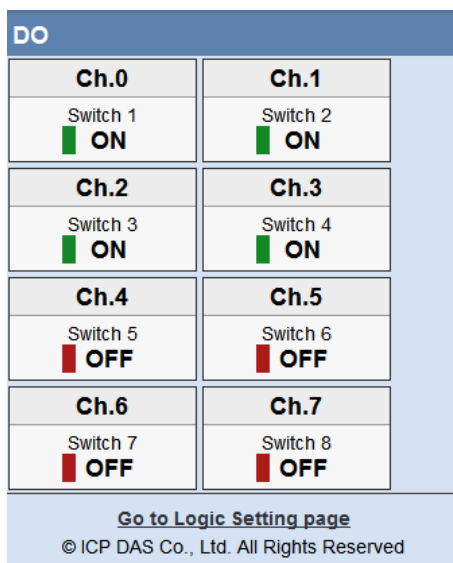 DO
Ch.0 Ch.1
Switch 1 Switch 2
ON ON
Ch.2 Ch.3
Switch 3 Switch 4
ON ON
Ch.4 Ch.5
Switch 5 Switch 6
OFF OFF
Ch.6 Ch.7
Switch 7 Switch 8
OFF OFF
Go to Logic Setting page
© ICP DAS Co., Ltd. All Rights Reserved